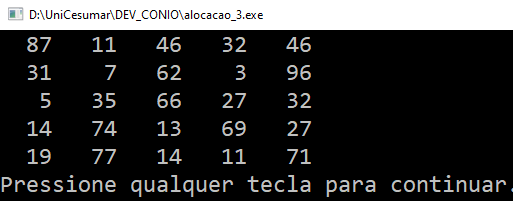 D:\UniCesumar\DEV_CONIO\alocacao_3.exe
87 11 46 32 46
31 7 62 3 96
5 35 66 27 32
14 74 13 69 27
19 77 14 11 71
Pressione qualquer tecla para continuar.